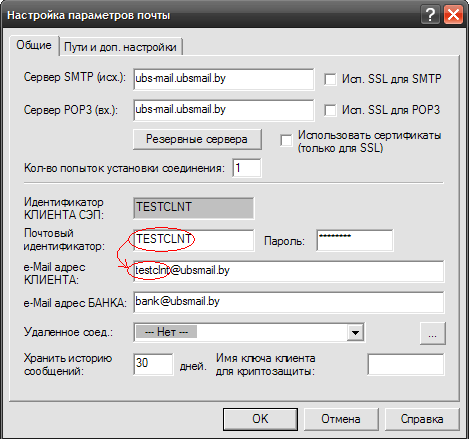 Настройка параметров почты
Общие Пути и доп. настройки
Сервер SMTP (исх.): ubs-mail.ubsmail.by Исп. SSL для SMTP
Сервер POP3 (вх.): ubs-mail.ubsmail.by Исп. SSL для POP3
Резервные сервера Использовать сертификаты
(только для SSL)
Кол-во попыток установки соединения: 1
Идентификатор
КЛИЕНТА СЭП: TESTCLNT
Почтовый
идентификатор: TESTCLNT Пароль: ********
e-Mail адрес
КЛИЕНТА: testclnt@ubsmail.by
e-Mail адрес БАНКА: bank@ubsmail.by
Удаленное соед.: --- Нет --- ...
Хранить историю
сообщений: 30 дней. Имя ключа клиента
для криптозащиты:
OK Отмена Справка